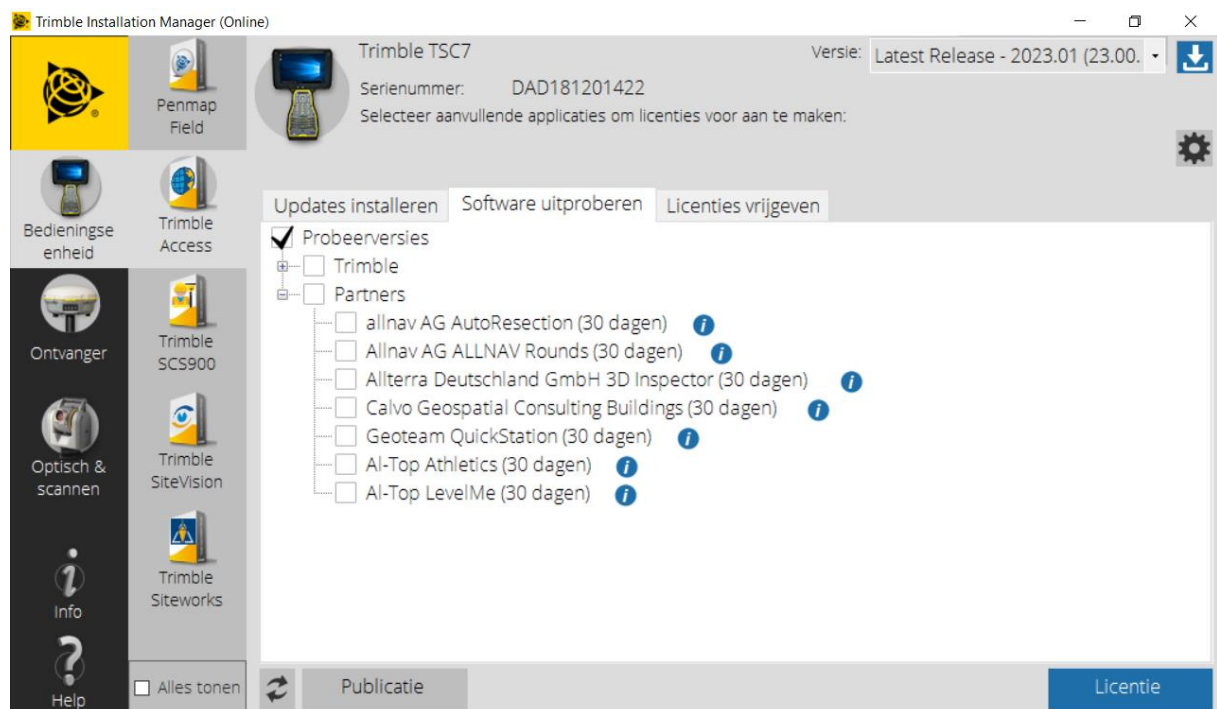 Trimble Installation Manager (Online)
Penmap
Field
Bedieningse
enheid
Trimble
Access
Ontvanger
Trimble
SCS900
Optisch &
scannen
Trimble
SiteVision
Info
Trimble
Siteworks
Help
Alles tonen
Trimble TSC7
Versie:
Latest Release - 2023.01 (23.00.
Serienummer: DAD181201422
Selecteer aanvullende applicaties om licenties voor aan te maken:
Updates installeren
Software uitproberen
Licenties vrijgeven
Probeerversies
Trimble
Partners
allnav AG AutoResection (30 dagen)
Allnav AG ALLNAV Rounds (30 dagen)
Allterra Deutschland GmbH 3D Inspector (30 dagen)
Calvo Geospatial Consulting Buildings (30 dagen)
Geoteam QuickStation (30 dagen)
Al-Top Athletics (30 dagen)
Al-Top LevelMe (30 dagen)
Publicatie
Licentie